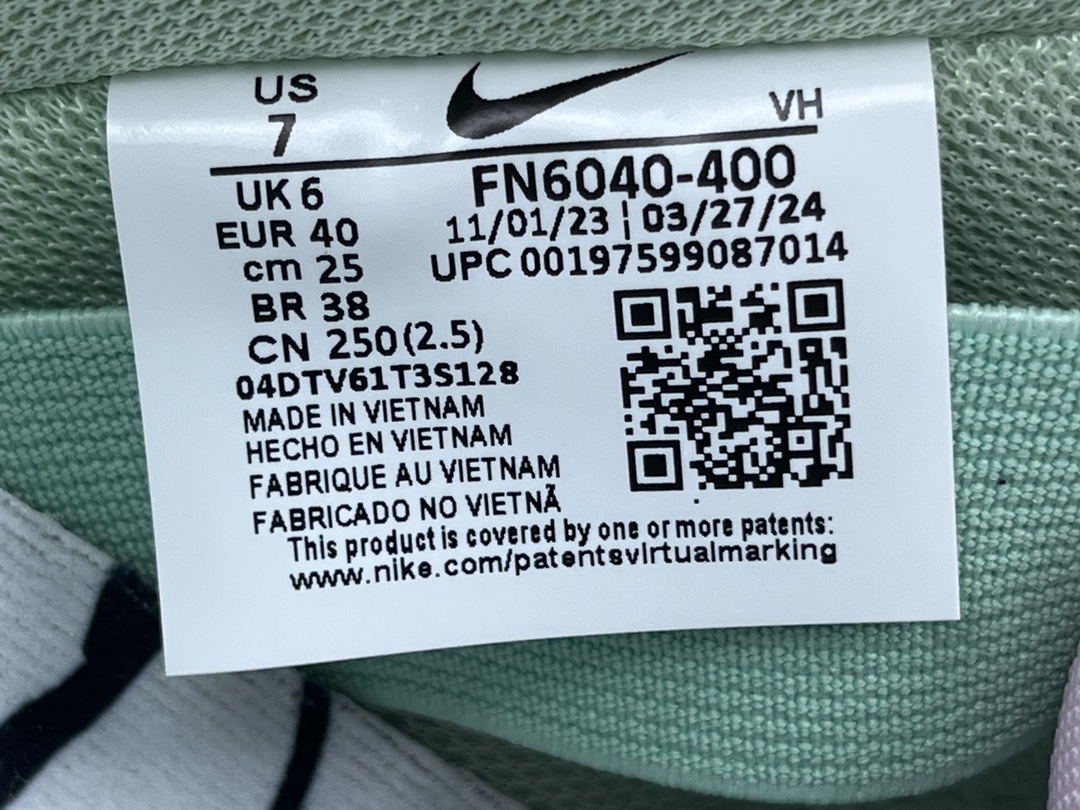 US
7
VH
UK 6
FN6040-400
EUR 40
11/01/23 | 03/27/24
cm 25
UPC 00197599087014
BR 38
CN 250(2.5)
04DTV61T3S128
MADE IN VIETNAM
HECHO EN VIETNAM
FABRIQUE AU VIETNAM
FABRICADO NO VIETNÃ
This product is covered by one or more patents:
www.nike.com/patentsvirtualmarking